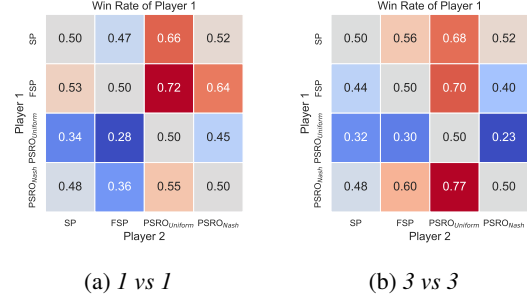 Win Rate of Player 1
0.50 0.47 0.66 0.52
0.53 0.50 0.72 0.64
0.34 0.28 0.50 0.45
0.48 0.36 0.55 0.50
SP
FSP
PSRO_Uniform
PSRO_Nash
Player 1
SP FSP PSRO_Uniform PSRO_Nash
Player 2
(a) 1 vs 1
Win Rate of Player 1
0.50 0.56 0.68 0.52
0.44 0.50 0.70 0.40
0.32 0.30 0.50 0.23
0.48 0.60 0.77 0.50
SP
FSP
PSRO_Uniform
PSRO_Nash
Player 1
SP FSP PSRO_Uniform PSRO_Nash
Player 2
(b) 3 vs 3